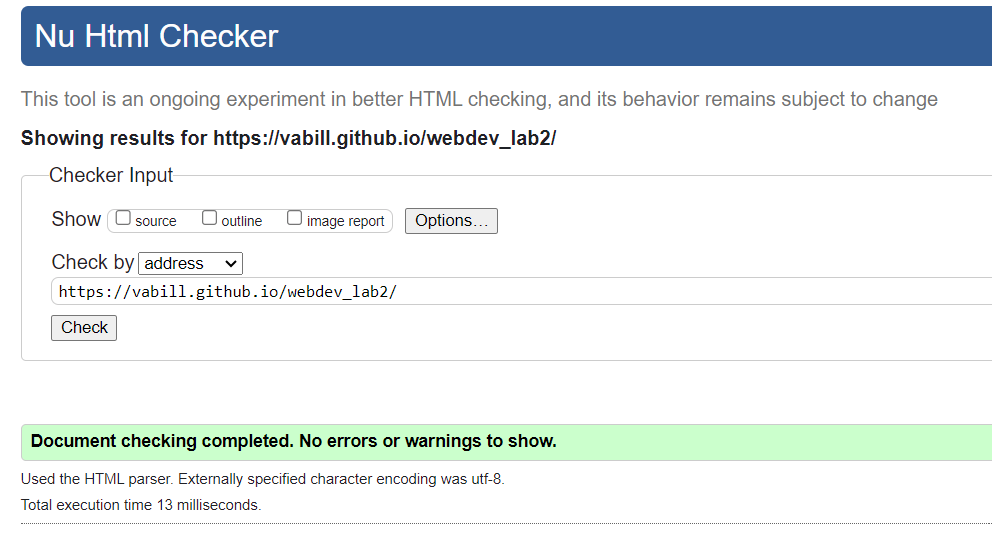 Nu Html Checker
This tool is an ongoing experiment in better HTML checking, and its behavior remains subject to change
Showing results for https://vabill.github.io/webdev_lab2/
Checker Input
Show source outline image report Options…
Check by address
https://vabill.github.io/webdev_lab2/
Check
Document checking completed. No errors or warnings to show.
Used the HTML parser. Externally specified character encoding was utf-8.
Total execution time 13 milliseconds.